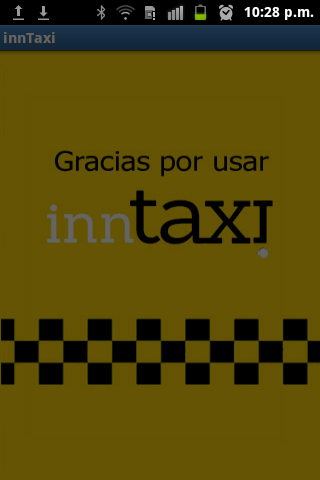 10:28 p.m.
innTaxi
Gracias por usar
inntaxi